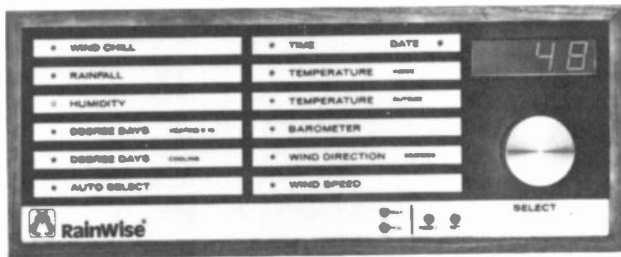 WIND CHILL
RAINFALL
HUMIDITY
DEGREE DAYS
DEGREE DAYS COOLING
AUTO SELECT
TIME DATE
TEMPERATURE
TEMPERATURE OUTSIDE
BAROMETER
WIND DIRECTION
WIND SPEED
48
SELECT
RainWise®